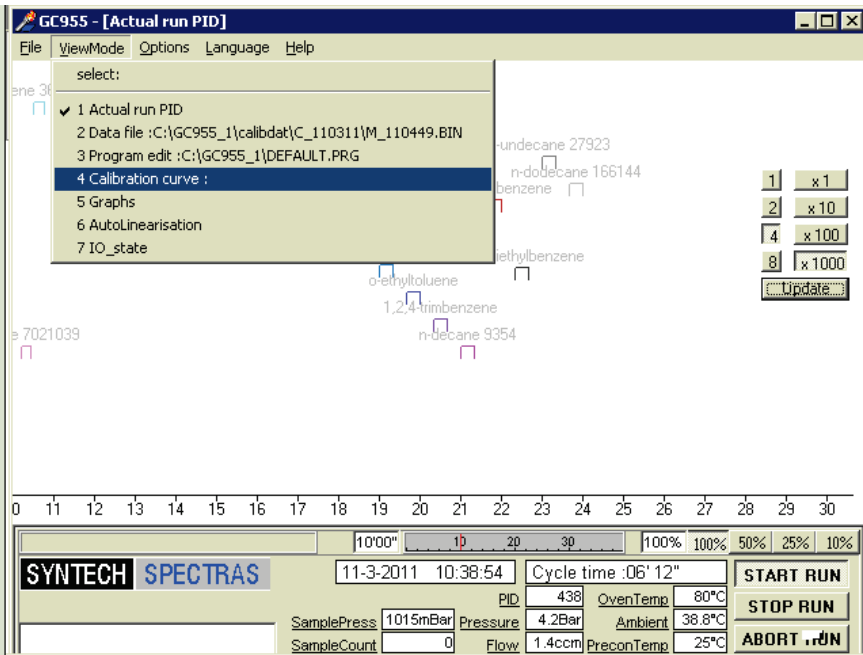 GC955 - [Actual run PID]
File ViewMode Options Language Help
select:
1 Actual run PID
2 Data file :C:\GC955_1\calibdat\C_110311\M_110449.BIN
3 Program edit :C:\GC955_1\DEFAULT.PRG
4 Calibration curve :
5 Graphs
6 AutoLinearisation
7 IO_state
-undecane 27923
n-dodecane 166144
benzene
iethylbenzene
o-ethyltoluene
1,2,4-trimbenzene
e 7021039
n-decane 9354
1 x 1
2 x 10
4 x 100
8 x 1000
Update
0 11 12 13 14 15 16 17 18 19 20 21 22 23 24 25 26 27 28 29 30
10'00" 10 20 30 100% 100% 50% 25% 10%
SYNTECH SPECTRAS
11-3-2011 10:38:54 Cycle time :06' 12"
START RUN
PID 438 OvenTemp 80°C
STOP RUN
SamplePress 1015mBar Pressure 4.2Bar Ambient 38.8°C
SampleCount 0 Flow 1.4ccm PreconTemp 25°C
ABORT RUN